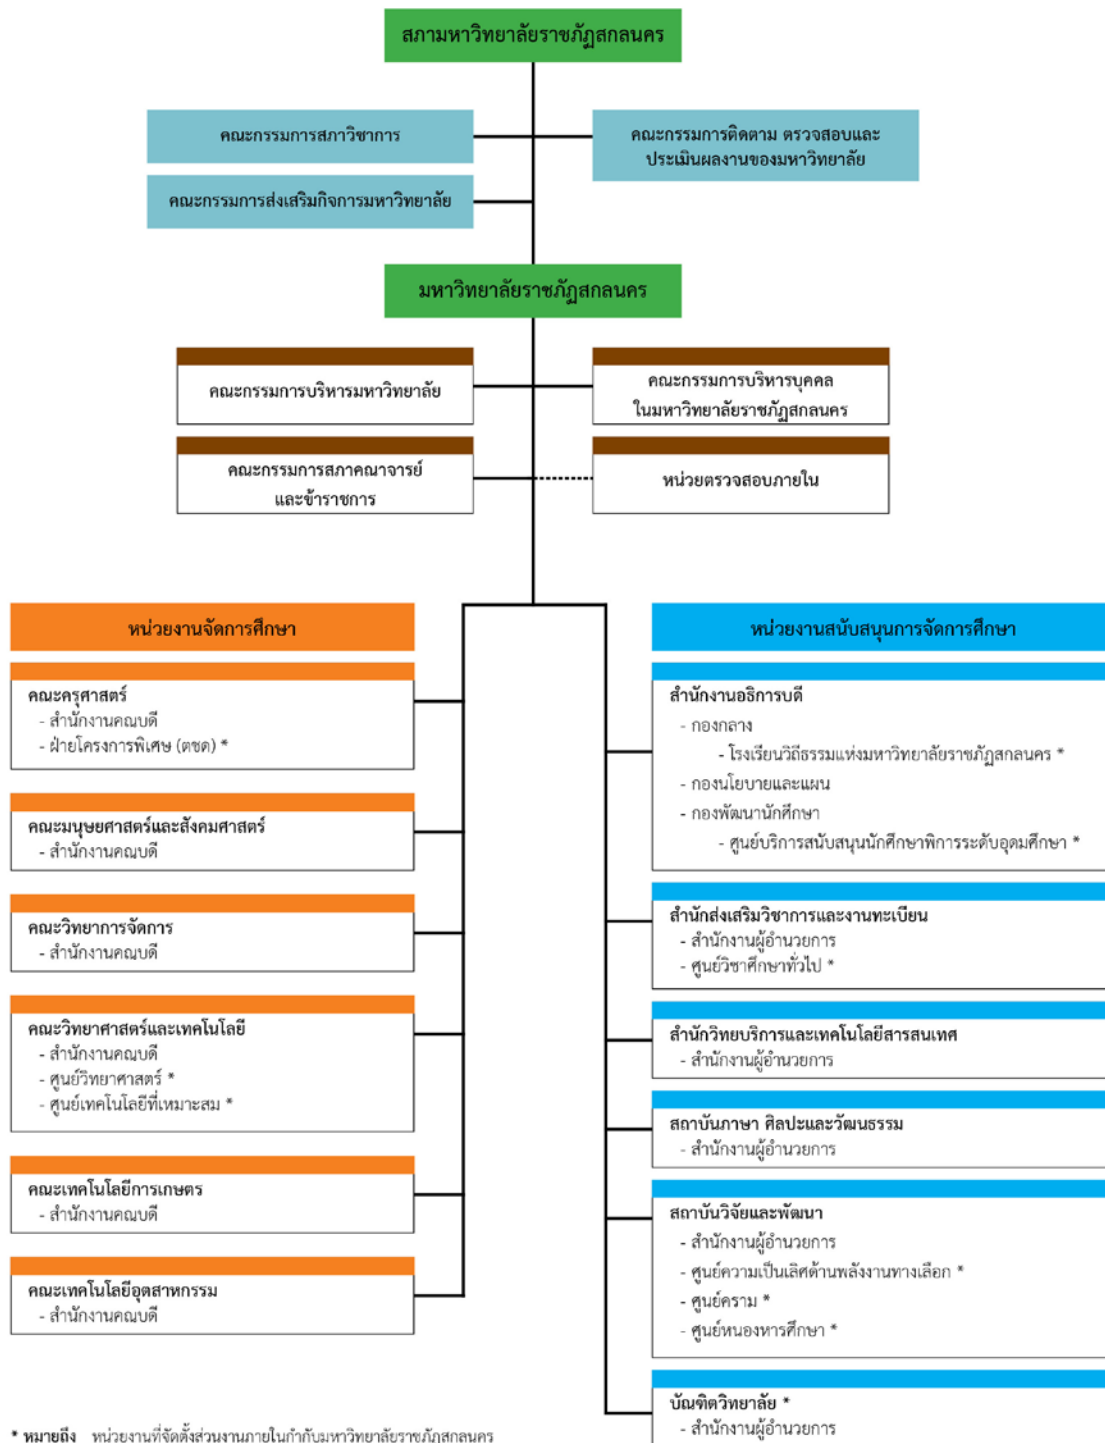 สภามหาวิทยาลัยราชภัฏสกลนคร
คณะกรรมการสภาวิชาการ
คณะกรรมการติดตาม ตรวจสอบและ
ประเมินผลงานของมหาวิทยาลัย
คณะกรรมการส่งเสริมกิจการมหาวิทยาลัย
มหาวิทยาลัยราชภัฏสกลนคร
คณะกรรมการบริหารมหาวิทยาลัย
คณะกรรมการบริหารบุคคล
ในมหาวิทยาลัยราชภัฏสกลนคร
คณะกรรมการสภาคณาจารย์
และข้าราชการ
หน่วยตรวจสอบภายใน
หน่วยงานจัดการศึกษา
คณะครุศาสตร์
- สำนักงานคณบดี
- ฝ่ายโครงการพิเศษ (ตชด) *
คณะมนุษยศาสตร์และสังคมศาสตร์
- สำนักงานคณบดี
คณะวิทยาการจัดการ
- สำนักงานคณบดี
คณะวิทยาศาสตร์และเทคโนโลยี
- สำนักงานคณบดี
- ศูนย์วิทยาศาสตร์ *
- ศูนย์เทคโนโลยีที่เหมาะสม *
คณะเทคโนโลยีการเกษตร
- สำนักงานคณบดี
คณะเทคโนโลยีอุตสาหกรรม
- สำนักงานคณบดี
หน่วยงานสนับสนุนการจัดการศึกษา
สำนักงานอธิการบดี
- กองกลาง
- โรงเรียนวิถีธรรมแห่งมหาวิทยาลัยราชภัฏสกลนคร *
- กองนโยบายและแผน
- กองพัฒนานักศึกษา
- ศูนย์บริการสนับสนุนนักศึกษาพิการระดับอุดมศึกษา *
สำนักส่งเสริมวิชาการและงานทะเบียน
- สำนักงานผู้อำนวยการ
- ศูนย์วิชาศึกษาทั่วไป *
สำนักวิทยบริการและเทคโนโลยีสารสนเทศ
- สำนักงานผู้อำนวยการ
สถาบันภาษา ศิลปะและวัฒนธรรม
- สำนักงานผู้อำนวยการ
สถาบันวิจัยและพัฒนา
- สำนักงานผู้อำนวยการ
- ศูนย์ความเป็นเลิศด้านพลังงานทางเลือก *
- ศูนย์คราม *
- ศูนย์หนองหารศึกษา *
บัณฑิตวิทยาลัย *
- สำนักงานผู้อำนวยการ
* หมายถึง หน่วยงานที่จัดตั้งส่วนงานภายในกำกับมหาวิทยาลัยราชภัฏสกลนคร